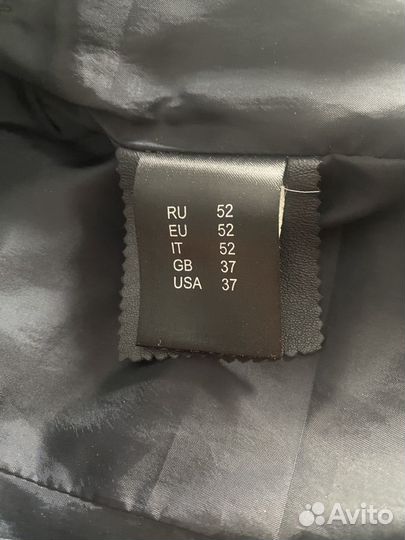 RU 52
EU 52
IT 52
GB 37
USA 37
Avito